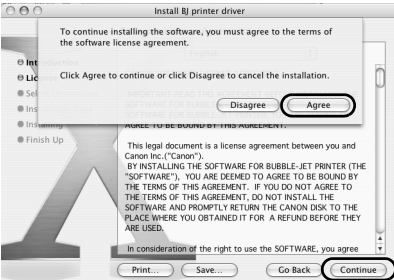 Install BJ printer driver
To continue installing the software, you must agree to the terms of
the software license agreement.
Click Agree to continue or click Disagree to cancel the installation.
Disagree
Agree
Int
Lic
Sel
Ins
Installing
Finish Up
AGREE TO BE BOUND BY THIS AGREEMENT.
This legal document is a license agreement between you and
Canon Inc.("Canon").
BY INSTALLING THE SOFTWARE FOR BUBBLE-JET PRINTER (THE
"SOFTWARE"), YOU ARE DEEMED TO AGREE TO BE BOUND BY
THE TERMS OF THIS AGREEMENT. IF YOU DO NOT AGREE TO
THE TERMS OF THIS AGREEMENT, DO NOT INSTALL THE
SOFTWARE AND PROMPTLY RETURN THE CANON DISK TO THE
PLACE WHERE YOU OBTAINED IT FOR A REFUND BEFORE THEY
ARE USED.
In consideration of the right to use the SOFTWARE, you agree
Print...
Save...
Go Back
Continue